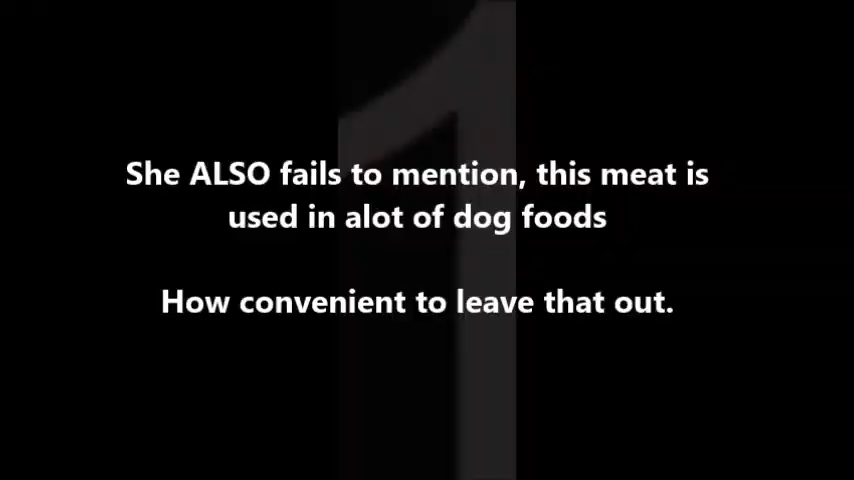 She ALSO fails to mention, this meat is
used in alot of dog foods
How convenient to leave that out.
1